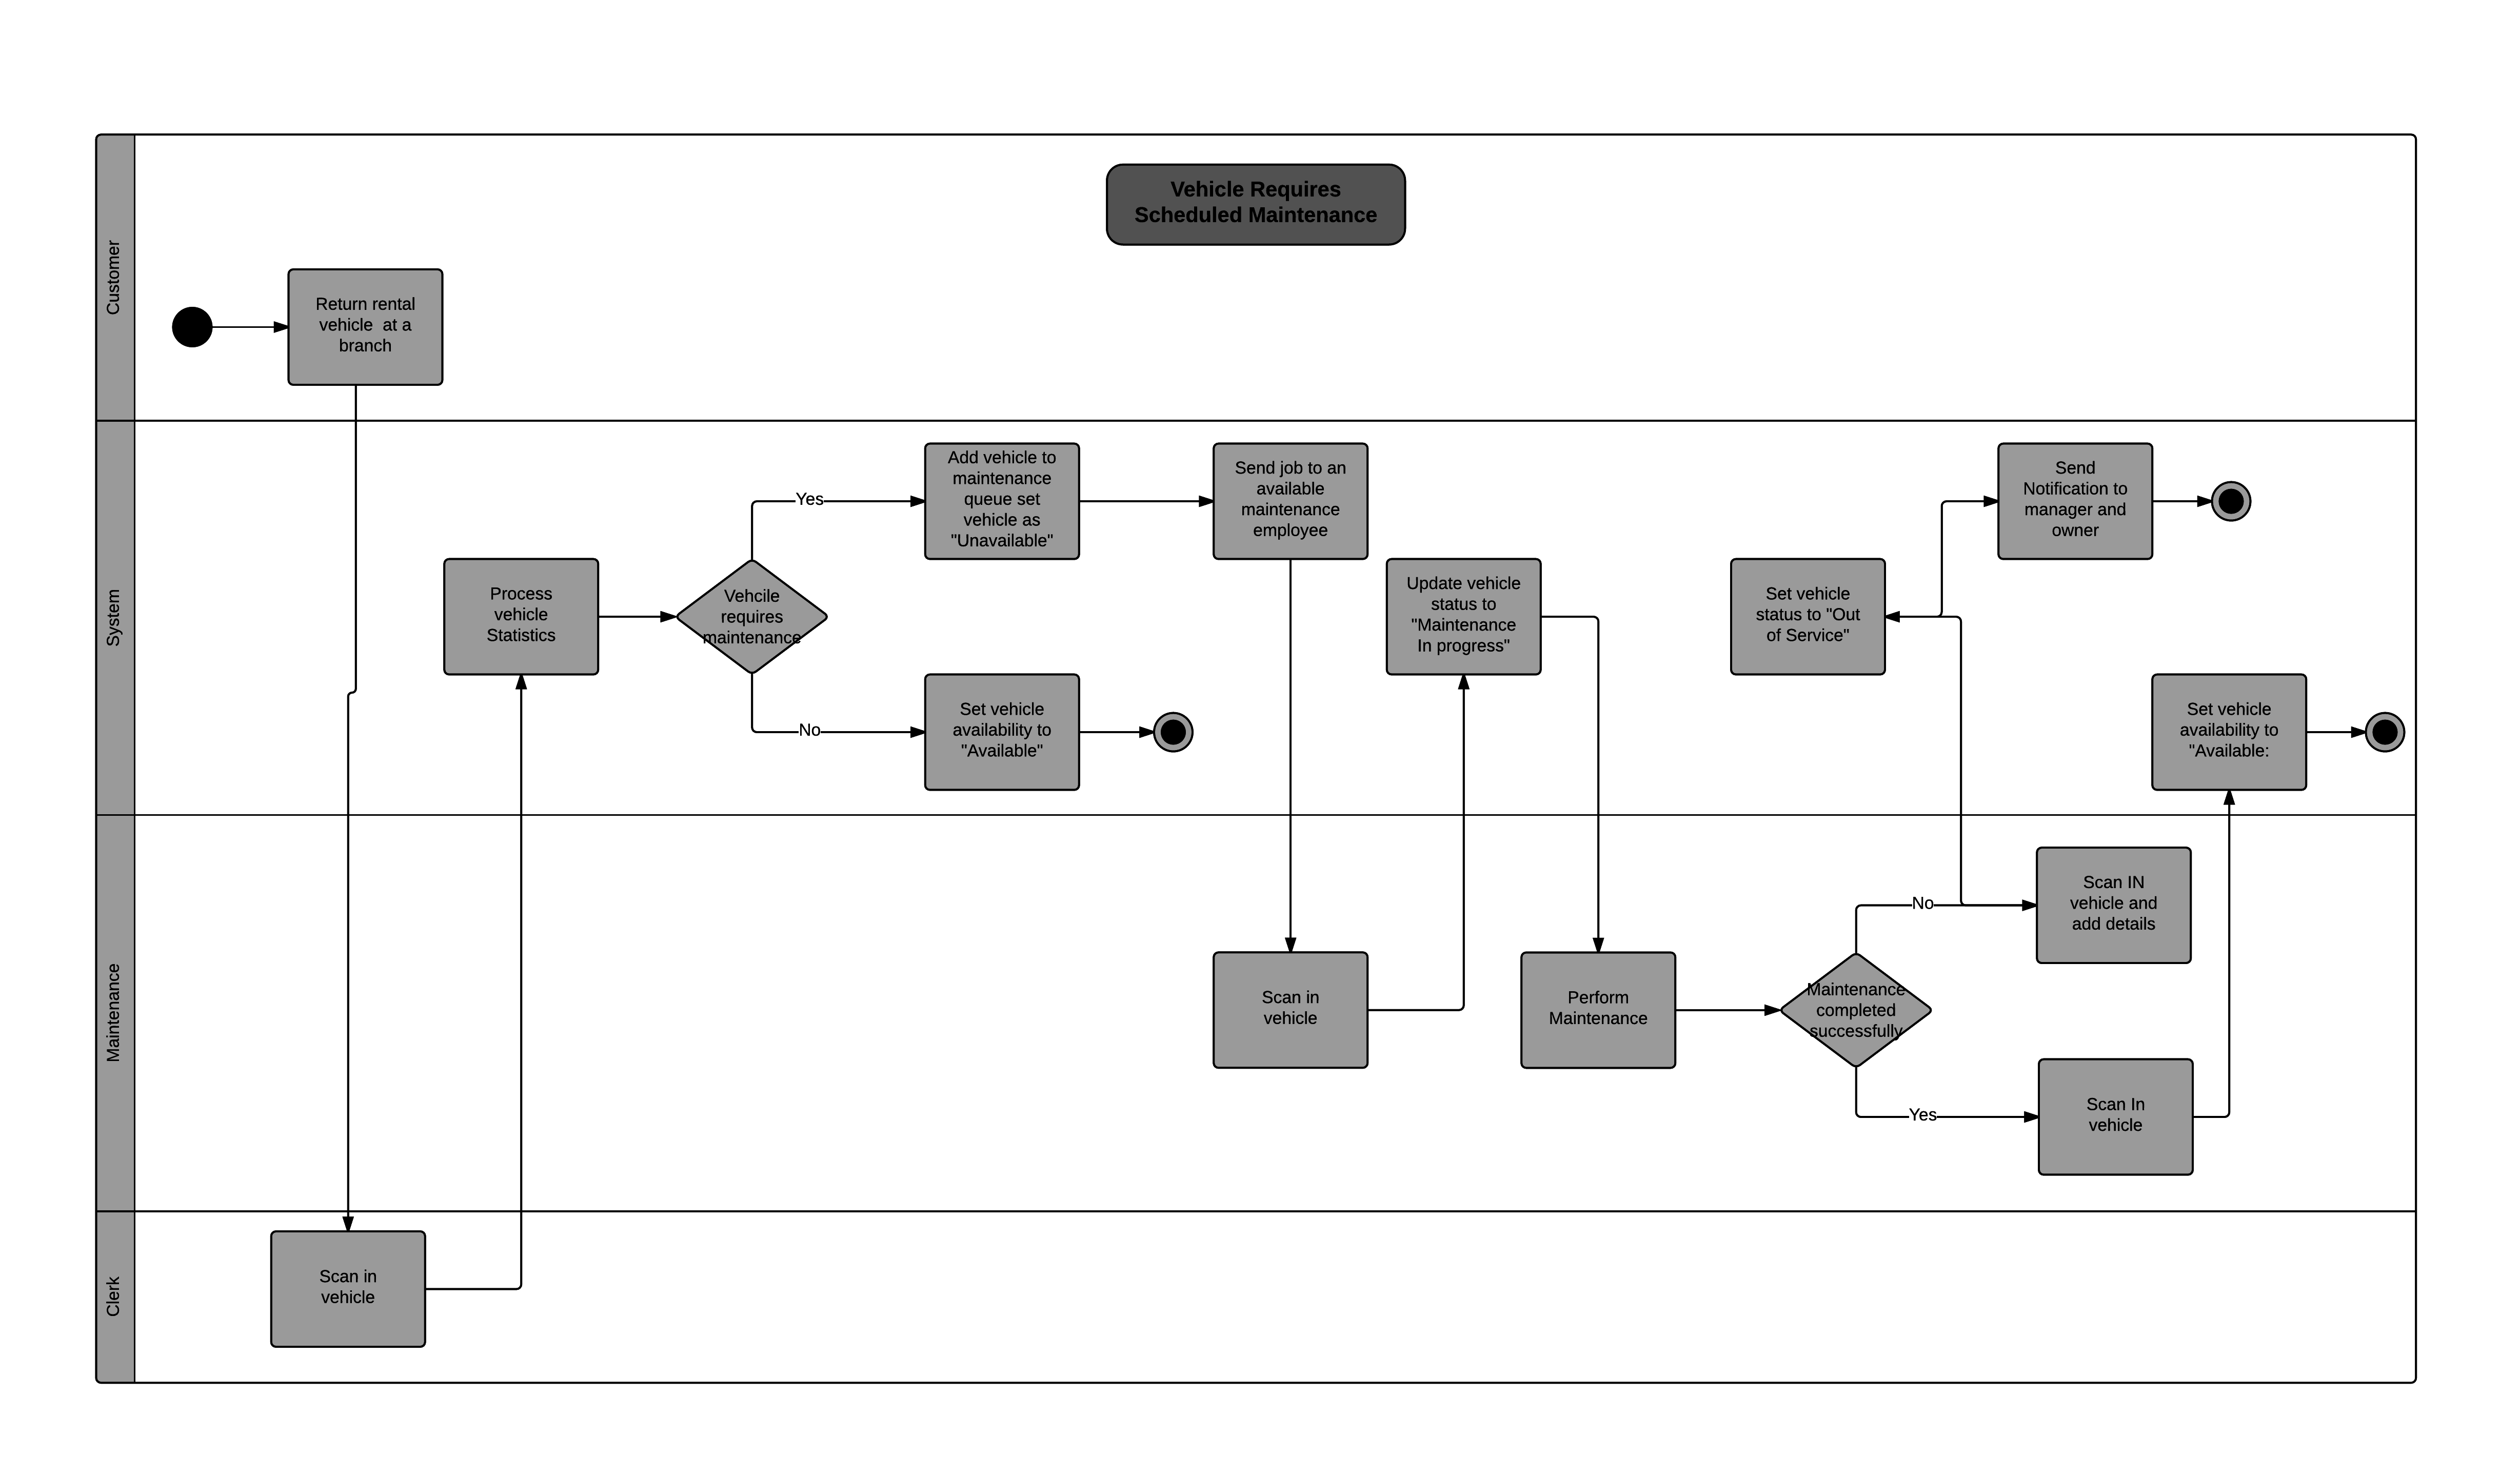 Vehicle Requires
Scheduled Maintenance
Customer
Return rental
vehicle  at a
branch
System
Process
vehicle
Statistics
Vehcile
requires
maintenance
Yes
No
Add vehicle to
maintenance
queue set
vehicle as
"Unavailable"
Set vehicle
availability to
"Available"
Send job to an
available
maintenance
employee
Update vehicle
status to
"Maintenance
In progress"
Set vehicle
status to "Out
of Service"
Send
Notification to
manager and
owner
Set vehicle
availability to
"Available:
Maintenance
Scan in
vehicle
Perform
Maintenance
Maintenance
completed
successfully
No
Yes
Scan IN
vehicle and
add details
Scan In
vehicle
Clerk
Scan in
vehicle